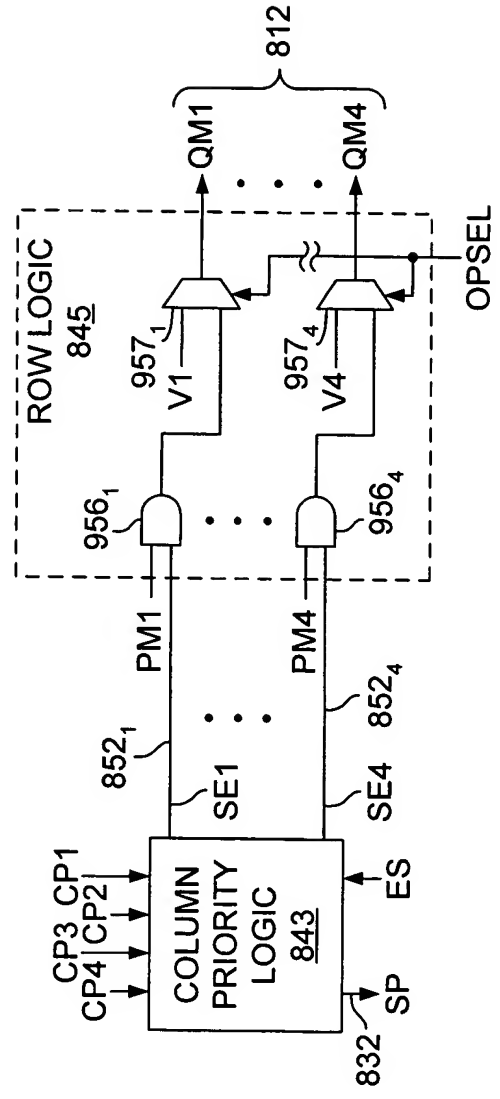 ROW LOGIC
845
957₁
V1
QM1
956₁
PM1
852₁
SE1
CP1
CP2
CP3
CP4
COLUMN
PRIORITY
LOGIC
843
812
957₄
V4
QM4
956₄
PM4
852₄
SE4
ES
SP
832
OPSEL